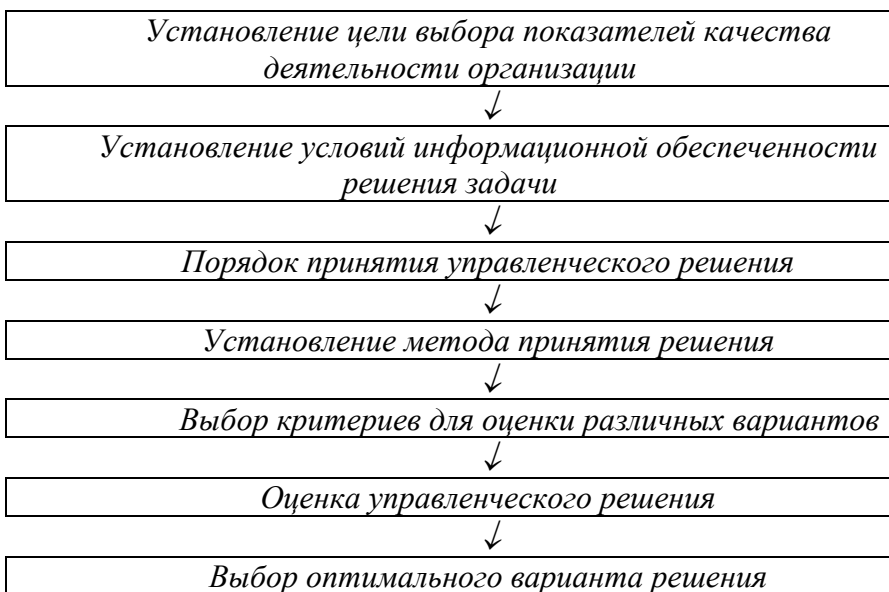 Установление цели выбора показателей качества
деятельности организации
↓
Установление условий информационной обеспеченности
решения задачи
↓
Порядок принятия управленческого решения
↓
Установление метода принятия решения
↓
Выбор критериев для оценки различных вариантов
↓
Оценка управленческого решения
↓
Выбор оптимального варианта решения